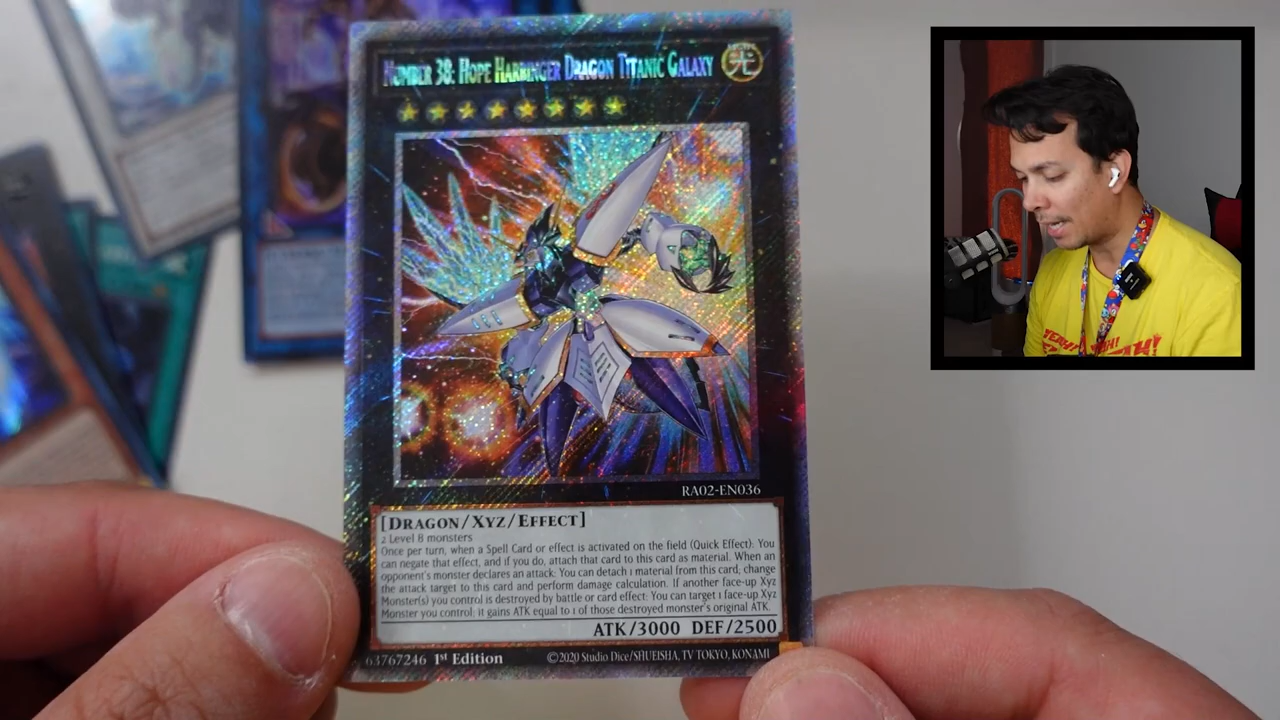 NUMBER 38: HOPE HARBINGER DRAGON TITANIC GALAXY
LIGHT
光
RA02-EN036
[DRAGON/XYZ/EFFECT]
2 Level 8 monsters
Once per turn, when a Spell Card or effect is activated on the field (Quick Effect): You
can negate that effect, and if you do, attach that card to this card as material. When an
opponent's monster declares an attack: You can detach 1 material from this card; change
the attack target to this card and perform damage calculation. If another face-up Xyz
Monster(s) you control is destroyed by battle or card effect: You can target 1 face-up Xyz
Monster you control; it gains ATK equal to 1 of those destroyed monster's original ATK.
ATK/3000 DEF/2500
63767246 1st Edition
©2020 Studio Dice/SHUEISHA, TV TOKYO, KONAMI
YEAH!